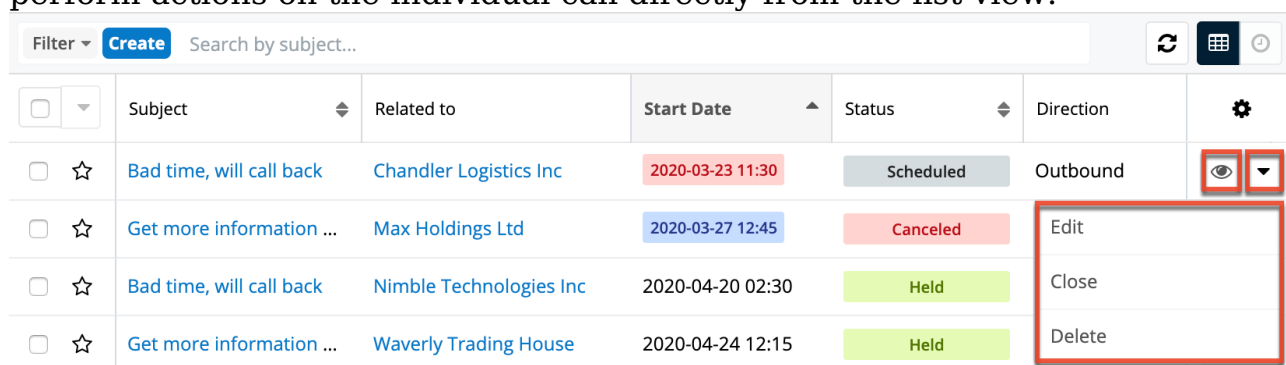 perform actions on the individual call directly from the list view:
Filter Create Search by subject...
Subject Related to Start Date Status Direction
Bad time, will call back Chandler Logistics Inc 2020-03-23 11:30 Scheduled Outbound
Get more information ... Max Holdings Ltd 2020-03-27 12:45 Canceled Edit
Bad time, will call back Nimble Technologies Inc 2020-04-20 02:30 Held Close
Get more information ... Waverly Trading House 2020-04-24 12:15 Held Delete